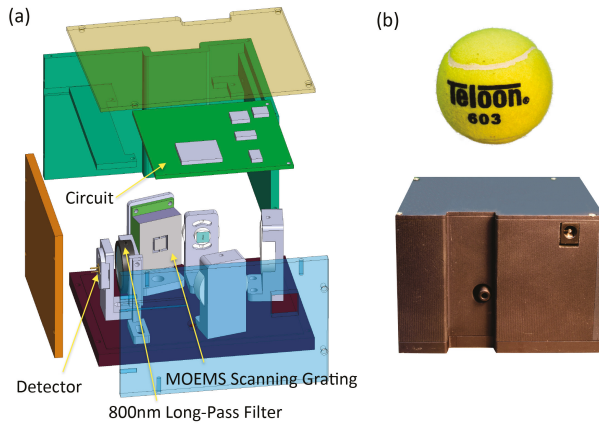 (a)
Circuit
Detector
800nm Long-Pass Filter
MOEMS Scanning Grating
(b)
Teloon®
603